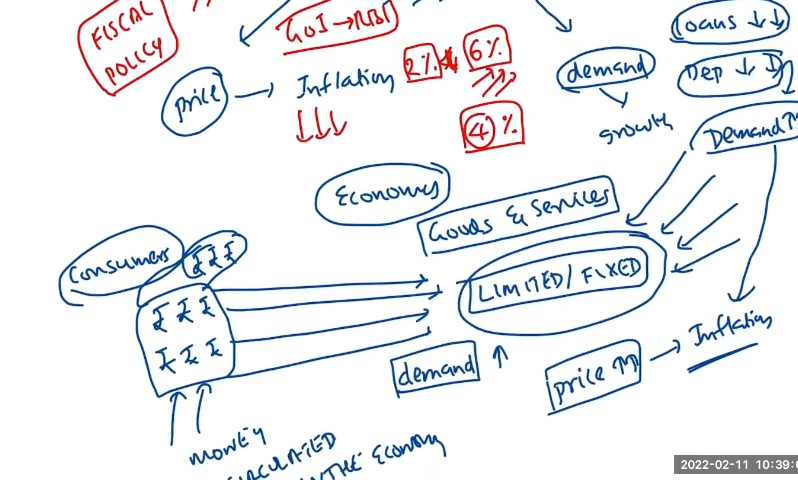 FISCAL
POLICY
GOI → RBI
price → Inflation
2% 6%
4 %
demand
growth
loans ↓↓
Dep ↓ ↓
Demand ↑↑
Economy
Goods & Services
LIMITED / FIXED
Consumers
₹ ₹ ₹
₹ ₹ ₹
₹ ₹ ₹
demand ↑
price ↑↑ → Inflation
MONEY
THE Economy
2022-02-11 10:39:0